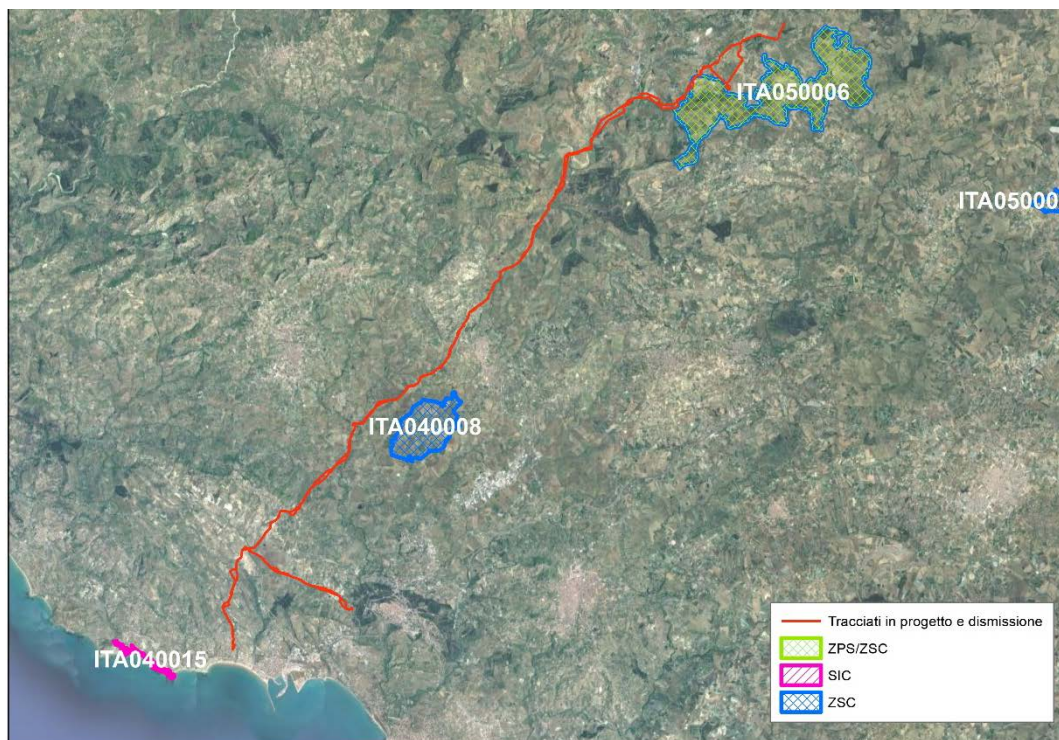 ITA050006
ITA05000
ITA040008
ITA040015
Tracciati in progetto e dismissione
ZPS/ZSC
SIC
ZSC